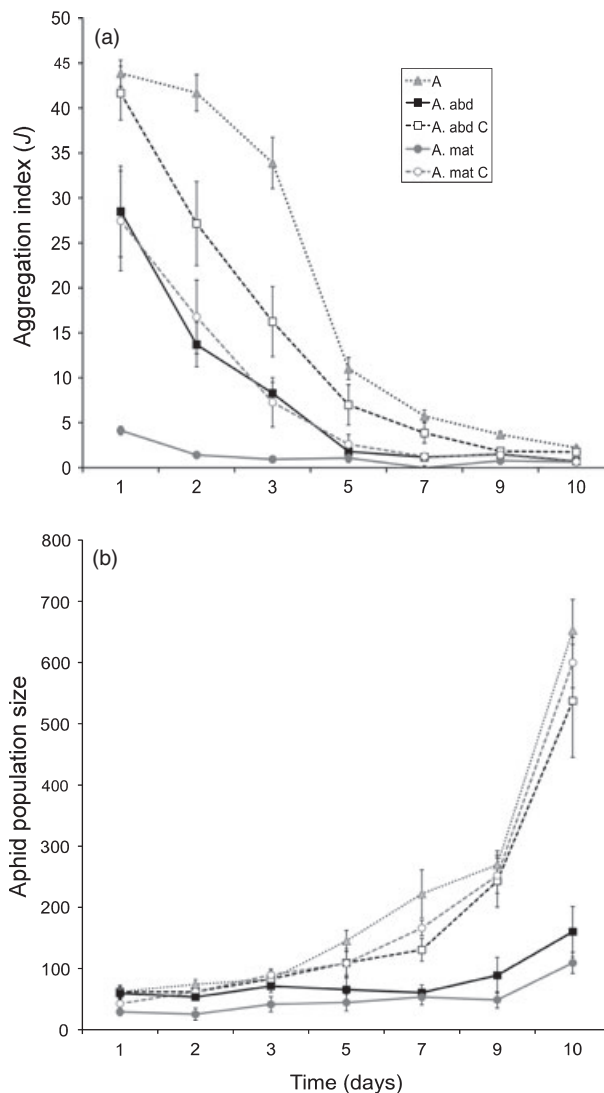 (a)
Aggregation index (J)
50
45
40
35
30
25
20
15
10
5
0
A
A. abd
A. abd C
A. mat
A. mat C
1 2 3 5 7 9 10
(b)
Aphid population size
800
700
600
500
400
300
200
100
0
1 2 3 5 7 9 10
Time (days)